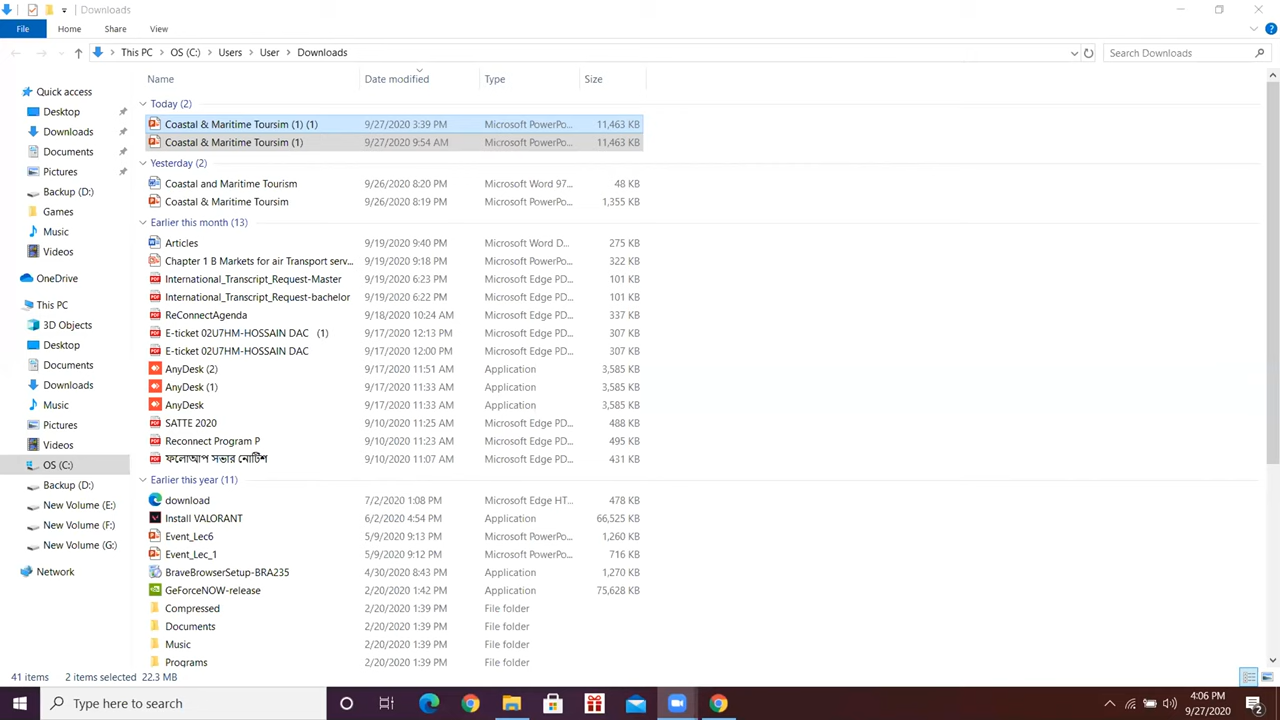 Downloads
File Home Share View
This PC OS (C:) Users User Downloads Search Downloads
Name Date modified Type Size
Quick access
Desktop
Downloads
Documents
Pictures
Backup (D:)
Games
Music
Videos
OneDrive
This PC
3D Objects
Desktop
Documents
Downloads
Music
Pictures
Videos
OS (C:)
Backup (D:)
New Volume (E:)
New Volume (F:)
New Volume (G:)
Network
Today (2)
Coastal & Maritime Toursim (1) (1) 9/27/2020 3:39 PM Microsoft PowerPo... 11,463 KB
Coastal & Maritime Toursim (1) 9/27/2020 9:54 AM Microsoft PowerPo... 11,463 KB
Yesterday (2)
Coastal and Maritime Tourism 9/26/2020 8:20 PM Microsoft Word 97... 48 KB
Coastal & Maritime Toursim 9/26/2020 8:19 PM Microsoft PowerPo... 1,355 KB
Earlier this month (13)
Articles 9/19/2020 9:40 PM Microsoft Word D... 275 KB
Chapter 1 B Markets for air Transport serv... 9/19/2020 9:18 PM Microsoft PowerPo... 322 KB
International_Transcript_Request-Master 9/19/2020 6:23 PM Microsoft Edge PD... 101 KB
International_Transcript_Request-bachelor 9/19/2020 6:22 PM Microsoft Edge PD... 101 KB
ReConnectAgenda 9/18/2020 10:24 AM Microsoft Edge PD... 337 KB
E-ticket 02U7HM-HOSSAIN DAC (1) 9/17/2020 12:13 PM Microsoft Edge PD... 307 KB
E-ticket 02U7HM-HOSSAIN DAC 9/17/2020 12:00 PM Microsoft Edge PD... 307 KB
AnyDesk (2) 9/17/2020 11:51 AM Application 3,585 KB
AnyDesk (1) 9/17/2020 11:33 AM Application 3,585 KB
AnyDesk 9/17/2020 11:33 AM Application 3,585 KB
SATTE 2020 9/10/2020 11:25 AM Microsoft Edge PD... 488 KB
Reconnect Program P 9/10/2020 11:23 AM Microsoft Edge PD... 495 KB
ফলোআপ সভার নোটিশ 9/10/2020 11:07 AM Microsoft Edge PD... 431 KB
Earlier this year (11)
download 7/2/2020 1:08 PM Microsoft Edge HT... 478 KB
Install VALORANT 6/2/2020 4:54 PM Application 66,525 KB
Event_Lec6 5/9/2020 9:13 PM Microsoft PowerPo... 1,260 KB
Event_Lec_1 5/9/2020 9:12 PM Microsoft PowerPo... 716 KB
BraveBrowserSetup-BRA235 4/30/2020 8:43 PM Application 1,270 KB
GeForceNOW-release 2/20/2020 1:42 PM Application 75,628 KB
Compressed 2/20/2020 1:39 PM File folder
Documents 2/20/2020 1:39 PM File folder
Music 2/20/2020 1:39 PM File folder
Programs 2/20/2020 1:39 PM File folder
41 items 2 items selected 22.3 MB
Type here to search
4:06 PM
9/27/2020
2